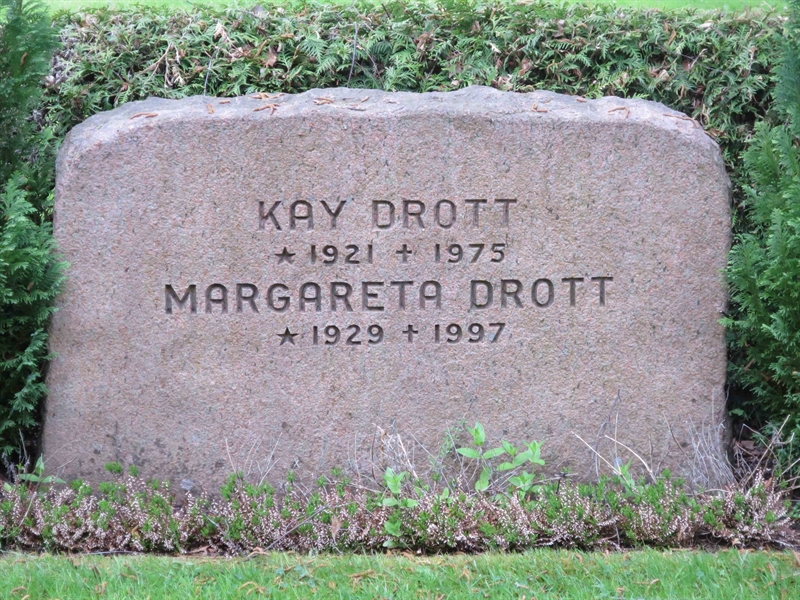 KAY DROTT
★ 1921 ✝ 1975
MARGARETA DROTT
★ 1929 ✝ 1997